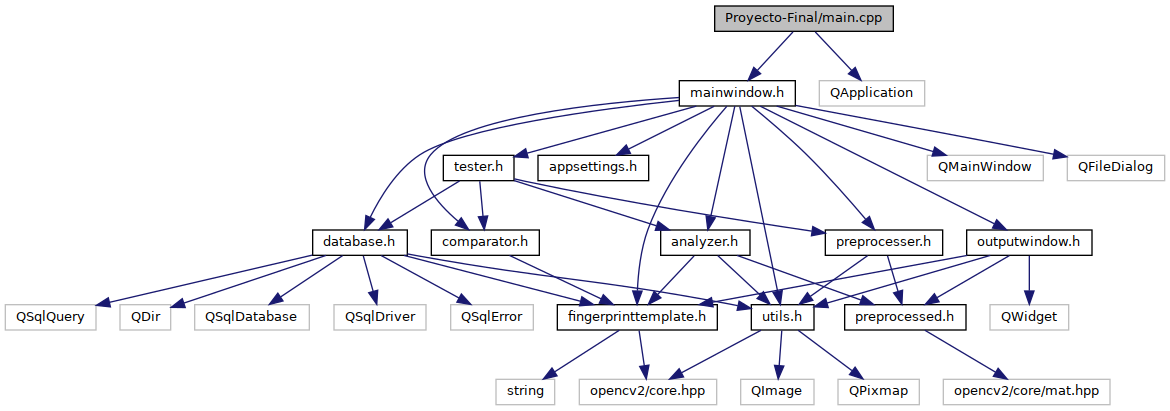 Proyecto-Final/main.cpp
mainwindow.h
QApplication
tester.h
appsettings.h
QMainWindow
QFileDialog
database.h
comparator.h
analyzer.h
preprocesser.h
outputwindow.h
QSqlQuery
QDir
QSqlDatabase
QSqlDriver
QSqlError
fingerprinttemplate.h
utils.h
preprocessed.h
QWidget
string
opencv2/core.hpp
QImage
QPixmap
opencv2/core/mat.hpp